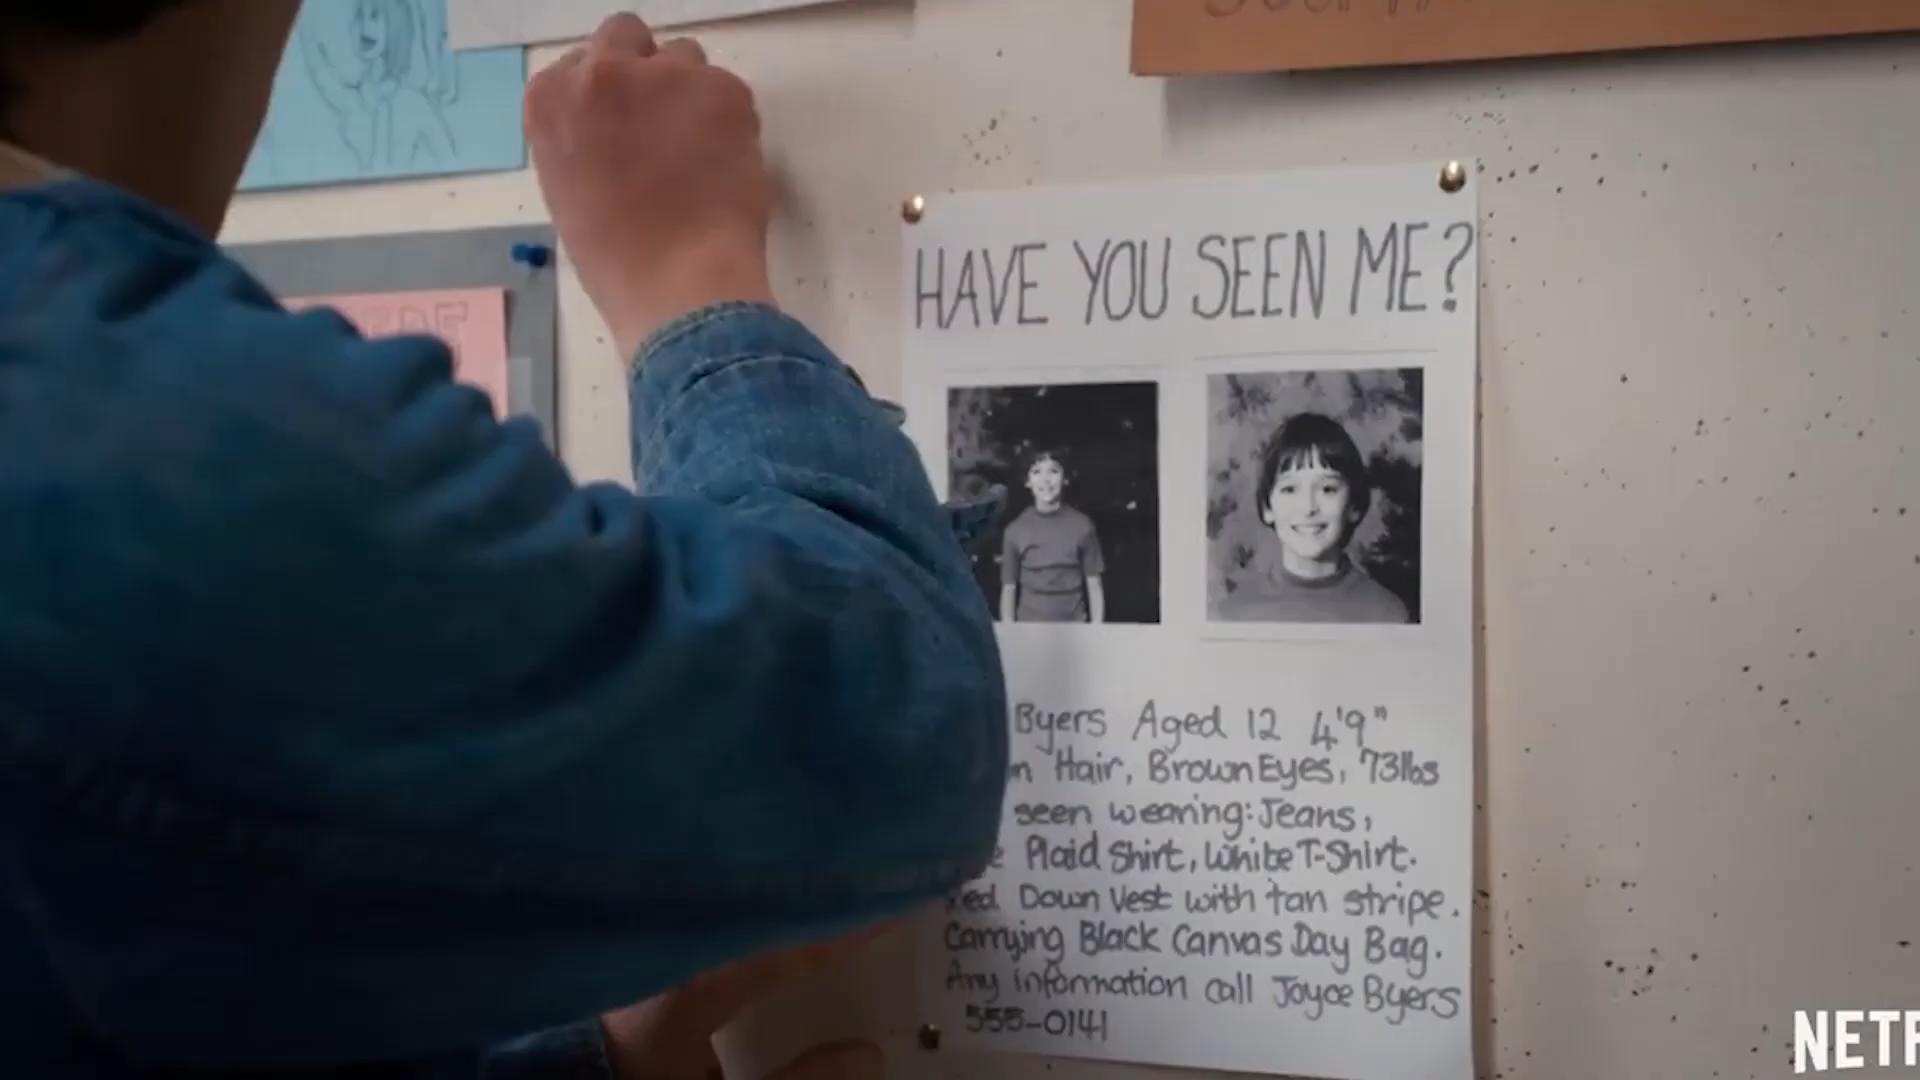 HAVE YOU SEEN ME?
Byers Aged 12 4'9"
n Hair, Brown Eyes, 73lbs
seen wearing: Jeans,
e Plaid Shirt, White T-Shirt.
ed Down Vest with tan stripe.
Carrying Black Canvas Day Bag.
Any information call Joyce Byers
555-0141
NETF